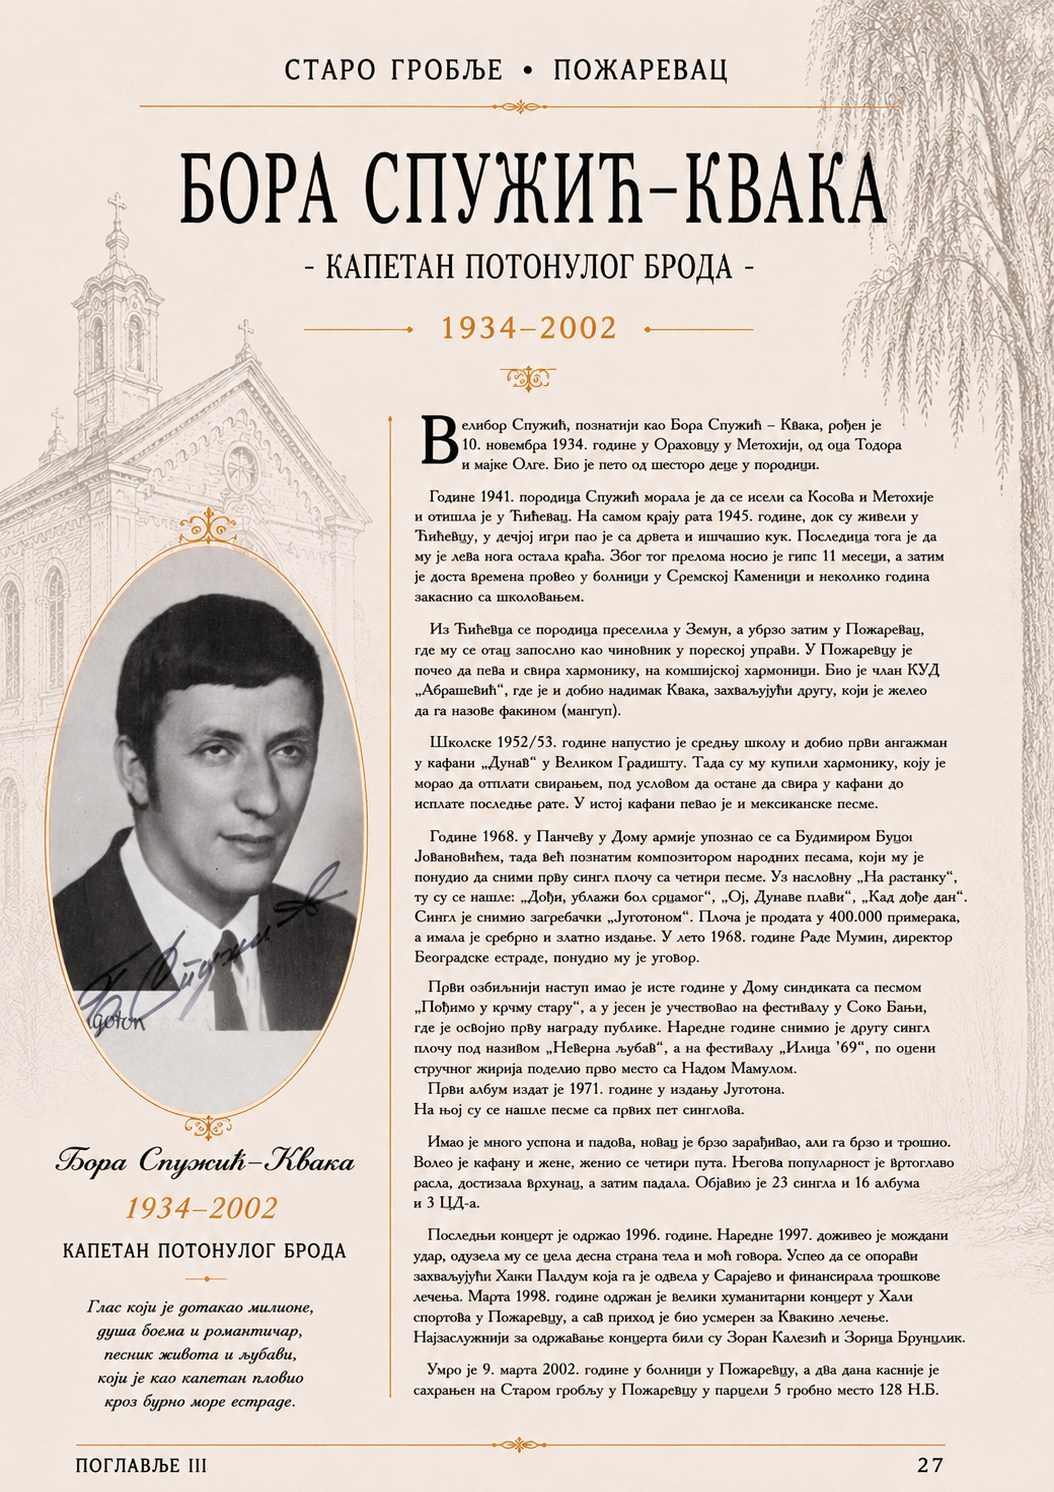 СТАРО ГРОБЉЕ • ПОЖАРЕВАЦ
БОРА СПУЖИЋ–КВАКА
- КАПЕТАН ПОТОНУЛОГ БРОДА -
1934–2002
Велибор Спужић, познатији као Бора Спужић – Квака, рођен је
10. новембра 1934. године у Ораховцу у Метохији, од оца Тодора
и мајке Олге. Био је пето од шесторо деце у породици.
Године 1941. породица Спужић морала је да се исели са Косова и Метохије
и отишла је у Ћићевац. На самом крају рата 1945. године, док су живели у
Ћићевцу, у дечјој игри пао је са дрвета и ишчашио кук. Последица тога је да
му је лева нога остала краћа. Због тог прелома носио је гипс 11 месеци, а затим
је доста времена провео у болници у Сремској Каменици и неколико година
закаснио са школовањем.
Из Ћићевца се породица преселила у Земун, а убрзо затим у Пожаревац,
где му се отац запослио као чиновник у пореској управи. У Пожаревцу је
почео да пева и свира хармонику, на комшијској хармоници. Био је члан КУД
„Абрашевић“, где је и добио надимак Квака, захваљујући другу, који је желео
да га назове факином (мангуп).
Школске 1952/53. године напустио је средњу школу и добио први ангажман
у кафани „Дунав“ у Великом Градишту. Тада су му купили хармонику, коју је
морао да отплати свирањем, под условом да остане да свира у кафани до
исплате последње рате. У истој кафани певао је и мексиканске песме.
Године 1968. у Панчеву у Дому армије упознао се са Будимиром Буцом
Јовановићем, тада већ познатим композитором народних песама, који му је
понудио да сними прву сингл плочу са четири песме. Уз насловну „На растанку“,
ту су се нашле: „Дођи, ублажи бол срцамог“, „Ој, Дунаве плави“, „Кад дође дан“.
Сингл је снимио загребачки „Југотоном“. Плоча је продата у 400.000 примерака,
а имала је сребрно и златно издање. У лето 1968. године Раде Мумин, директор
Београдске естраде, понудио му је уговор.
Први озбиљнији наступ имао је исте године у Дому синдиката са песмом
„Пођимо у крчму стару“, а у јесен је учествовао на фестивалу у Соко Бањи,
где је освојио прву награду публике. Наредне године снимио је другу сингл
плочу под називом „Неверна љубав“, а на фестивалу „Илица ’69“, по оцени
стручног жирија поделио прво место са Надом Мамулом.
Први албум издат је 1971. године у издању Југотона.
На њој су се нашле песме са првих пет синглова.
Имао је много успона и падова, новац је брзо зарађивао, али га брзо и трошио.
Волео је кафану и жене, женио се четири пута. Његова популарност је вртоглаво
расла, достизала врхунац, а затим падала. Објавио је 23 сингла и 16 албума
и 3 ЦД-а.
Последњи концерт је одржао 1996. године. Наредне 1997. доживео је мождани
удар, одузела му се цела десна страна тела и моћ говора. Успео да се опорави
захваљујући Ханки Палдум која га је одвела у Сарајево и финансирала трошкове
лечења. Марта 1998. године одржан је велики хуманитарни концерт у Хали
спортова у Пожаревцу, а сав приход је био усмерен за Квакино лечење.
Најзаслужнији за одржавање концерта били су Зоран Калезић и Зорица Брунцлик.
Умро је 9. марта 2002. године у болници у Пожаревцу, а два дана касније је
сахрањен на Старом гробљу у Пожаревцу у парцели 5 гробно место 128 Н.Б.
Б. Спужић
goton
Бора Спужић–Квака
1934–2002
КАПЕТАН ПОТОНУЛОГ БРОДА
Глас који је дотакао милионе,
душа боема и романтичар,
песник живота и љубави,
који је као капетан пловио
кроз бурно море естраде.
ПОГЛАВЉЕ III
27